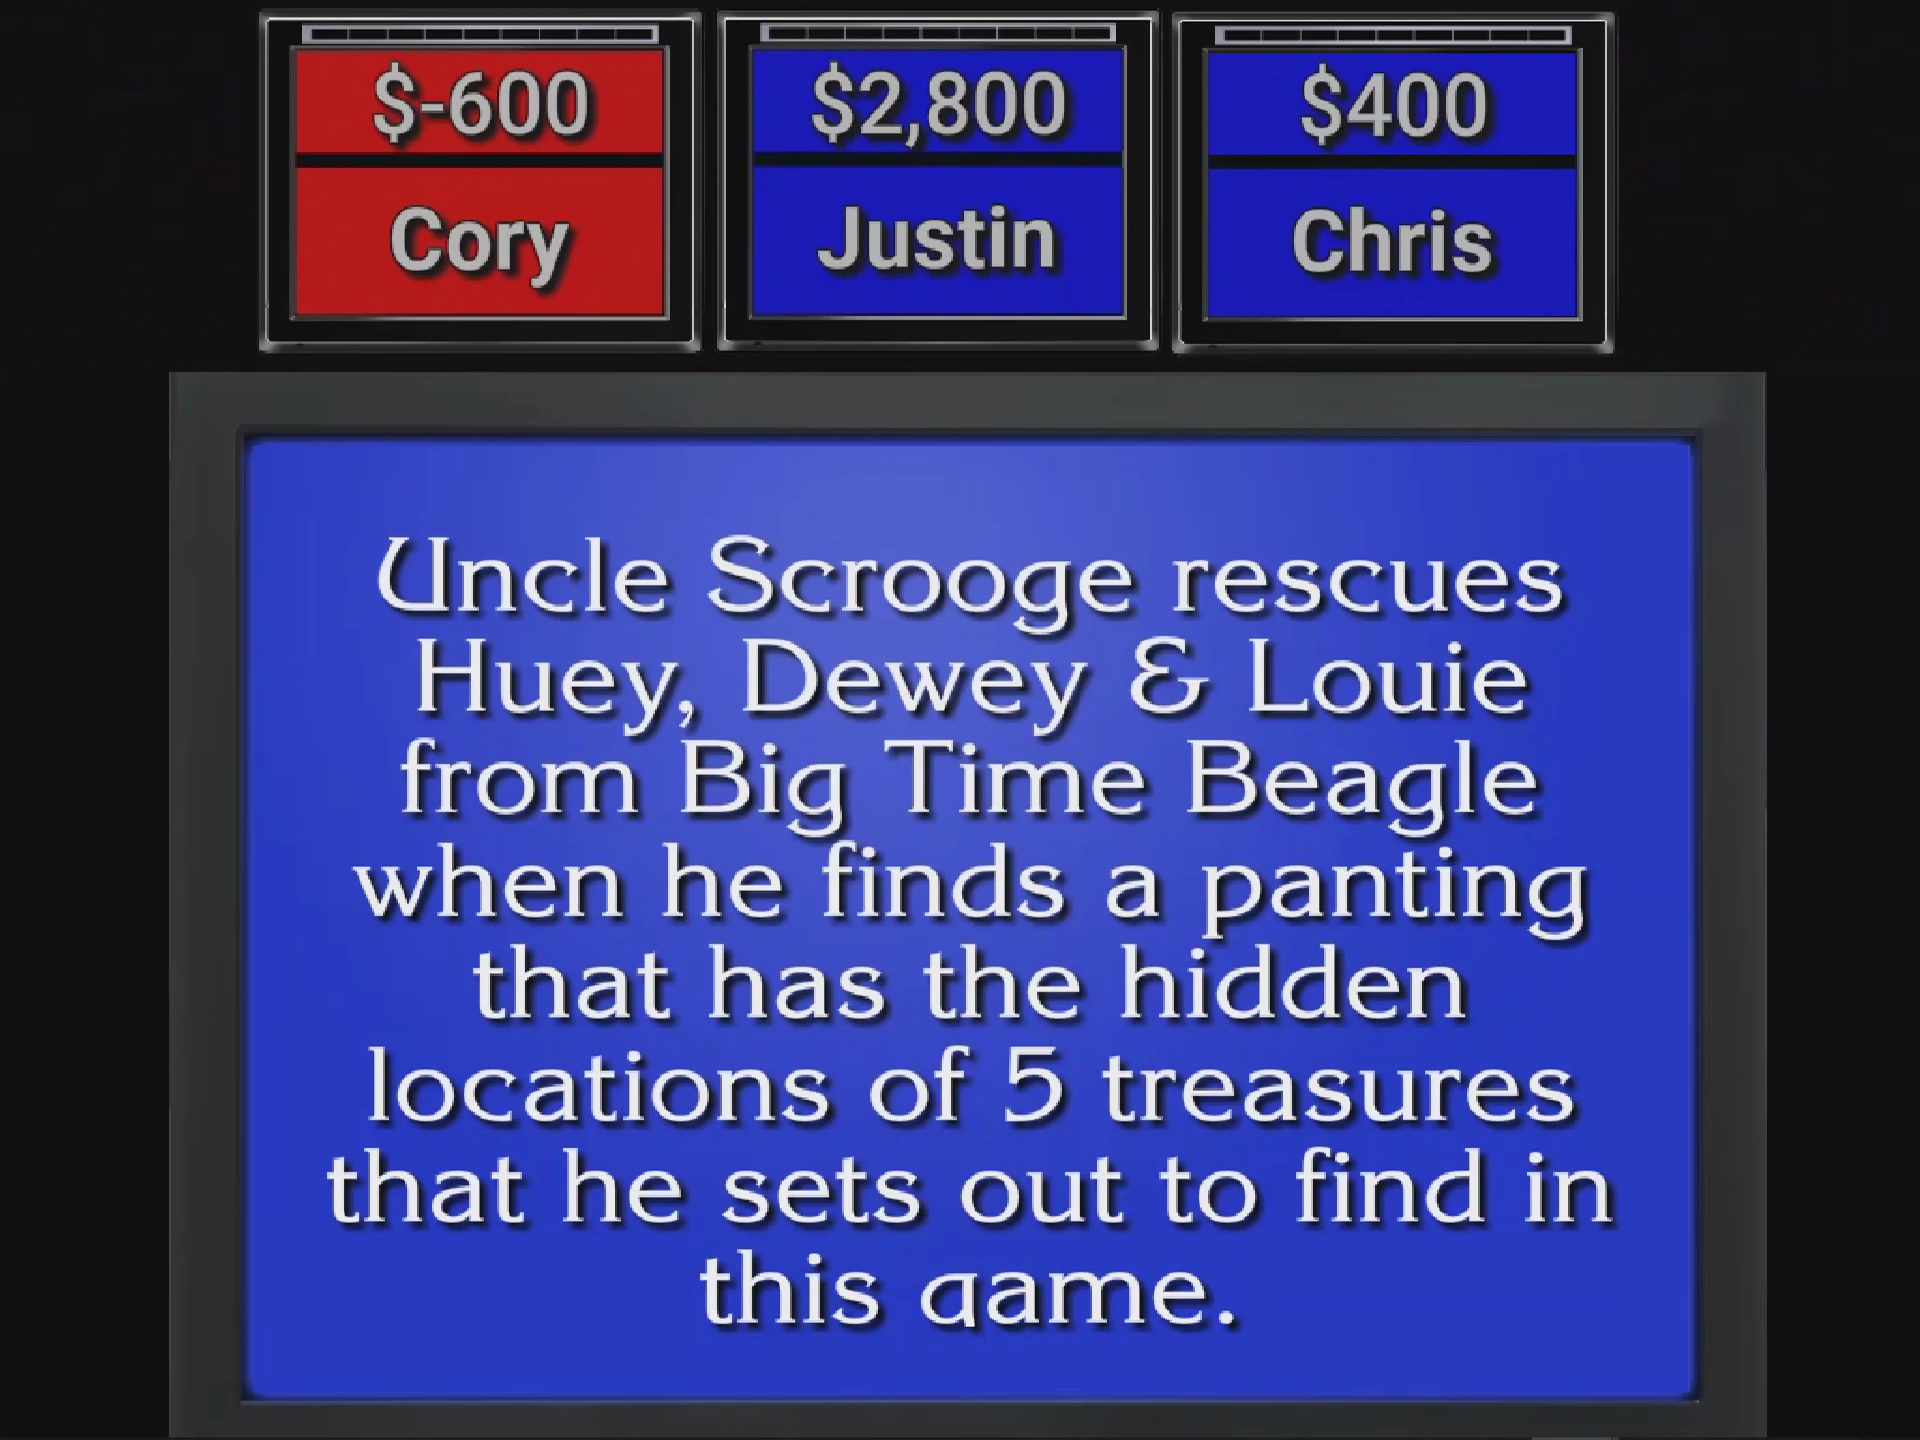 $-600
Cory
$2,800
Justin
$400
Chris
Uncle Scrooge rescues
Huey, Dewey & Louie
from Big Time Beagle
when he finds a panting
that has the hidden
locations of 5 treasures
that he sets out to find in
this game.